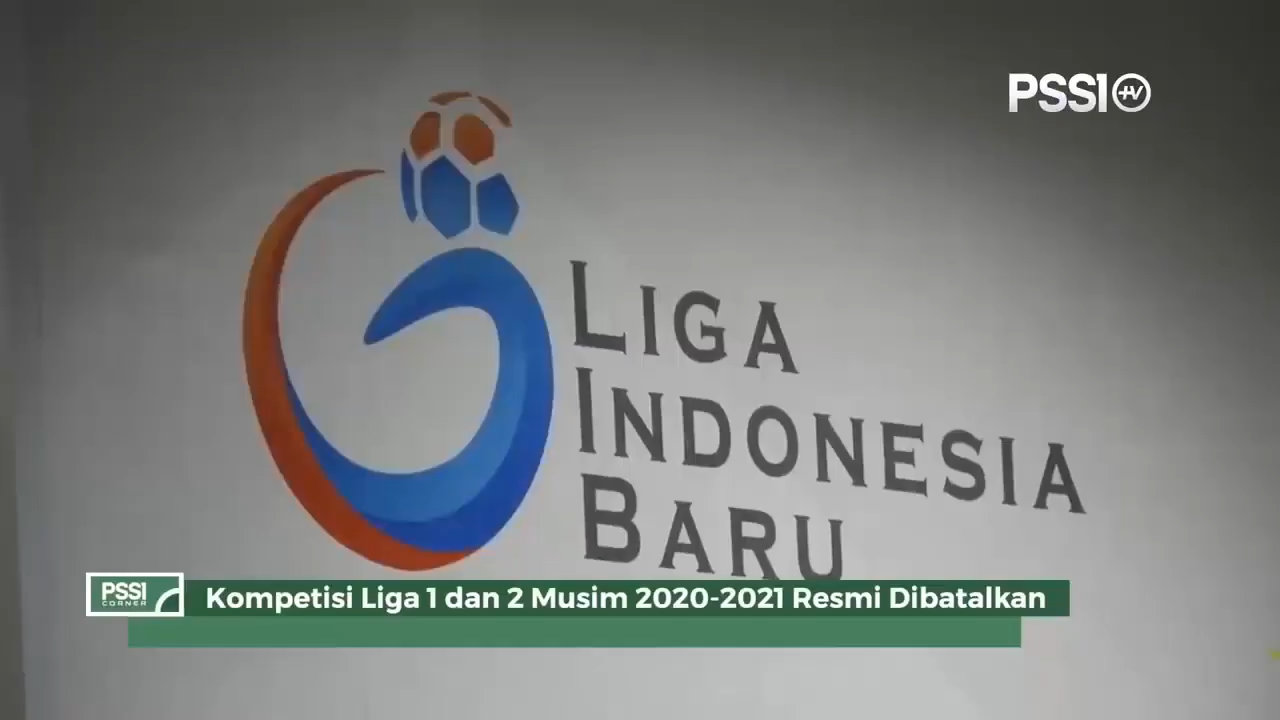 PSSI TV
LIGA
INDONESIA
BARU
PSSI
CORNER
Kompetisi Liga 1 dan 2 Musim 2020-2021 Resmi Dibatalkan